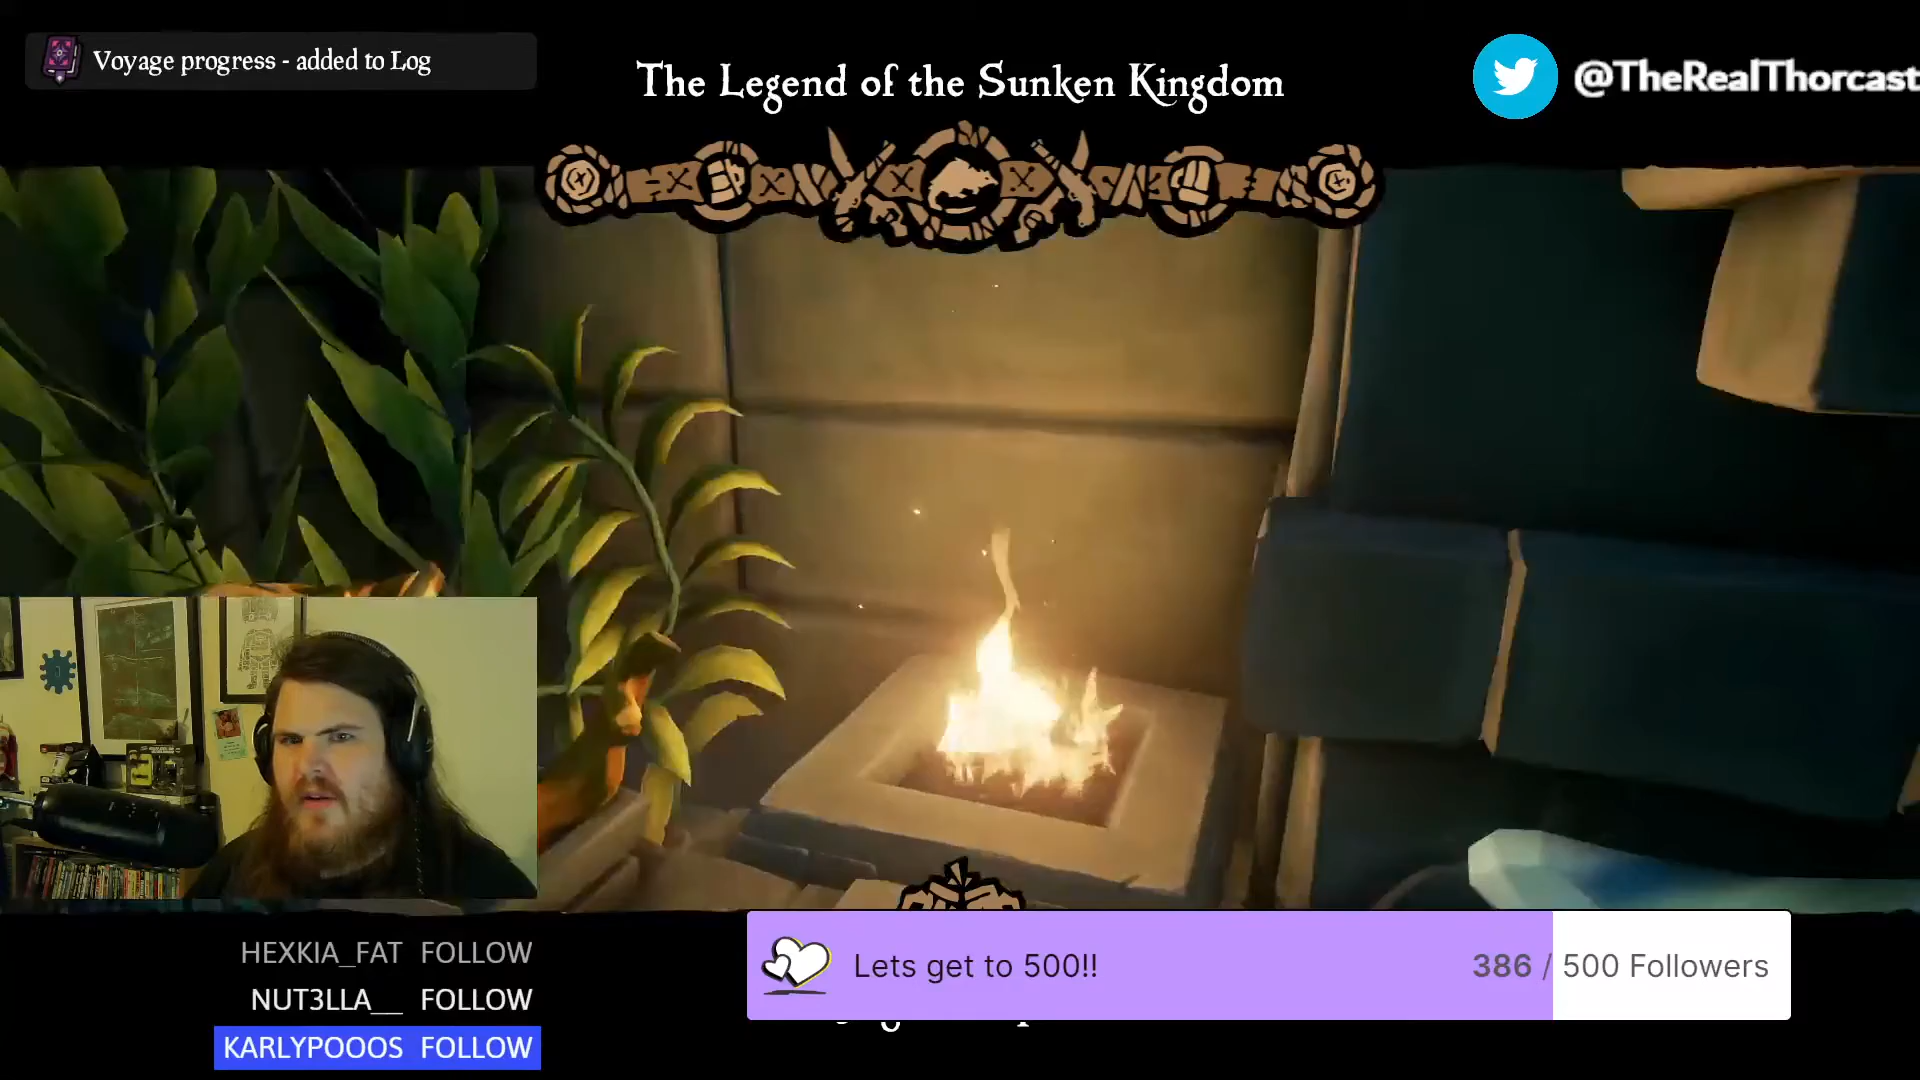 Voyage progress - added to Log
The Legend of the Sunken Kingdom
@TheRealThorcast
HEXKIA_FAT FOLLOW
NUT3LLA__ FOLLOW
KARLYPOOOS FOLLOW
Lets get to 500!!
386 / 500 Followers